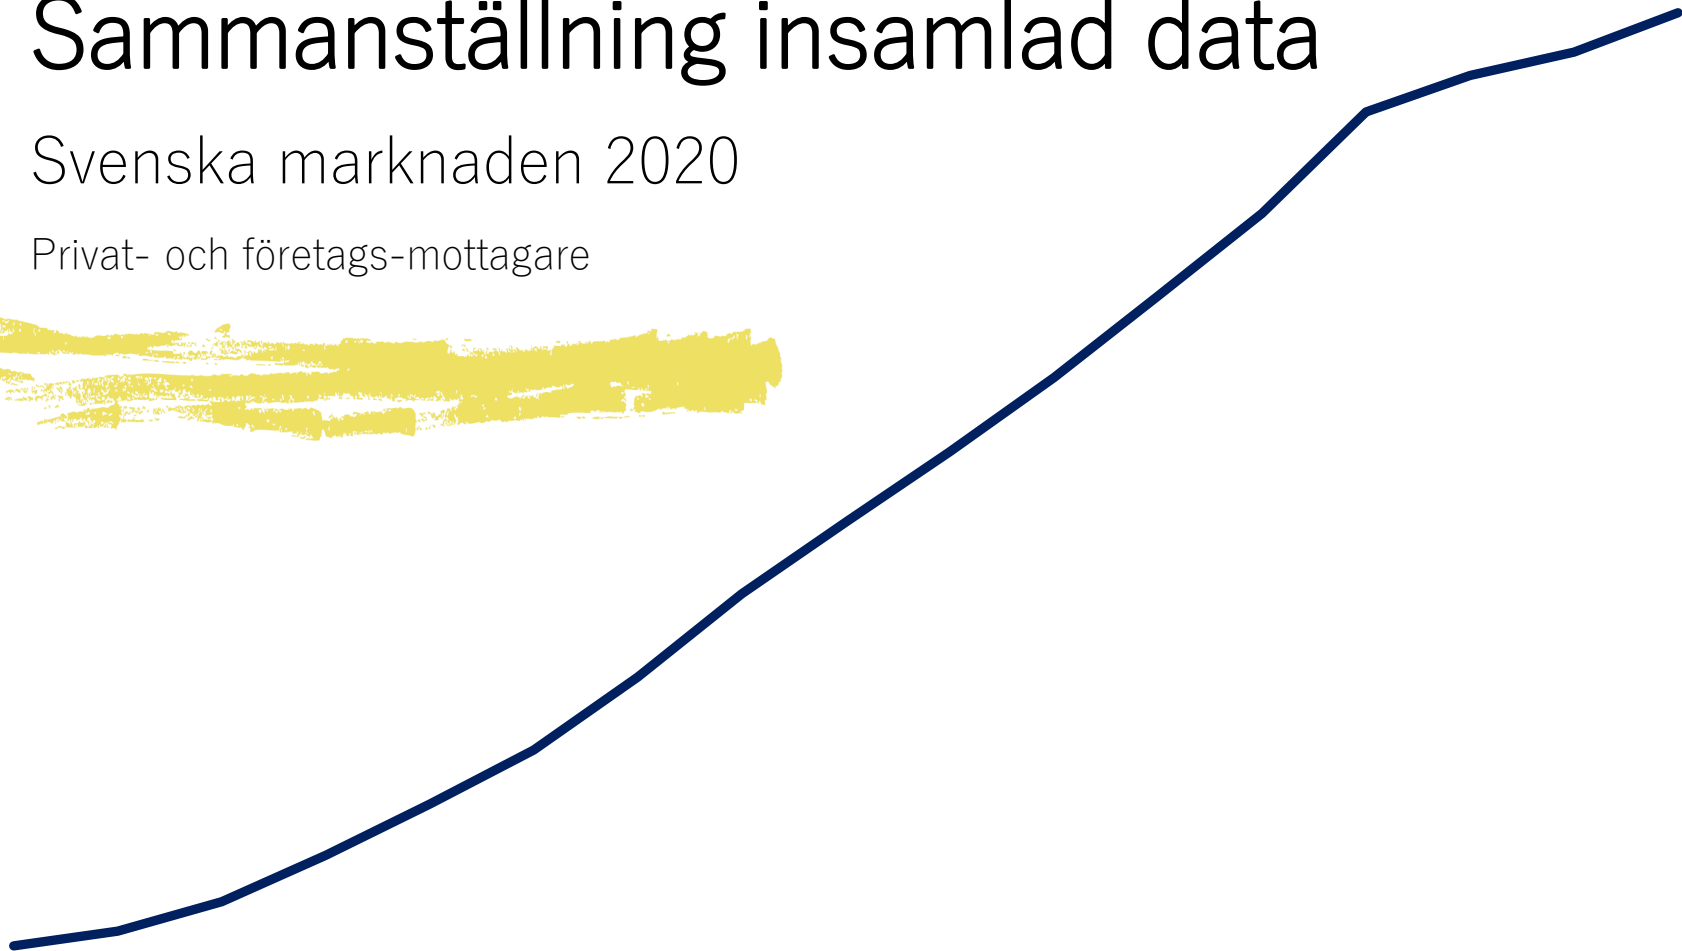 Sammanställning insamlad data
Svenska marknaden 2020
Privat- och företags-mottagare